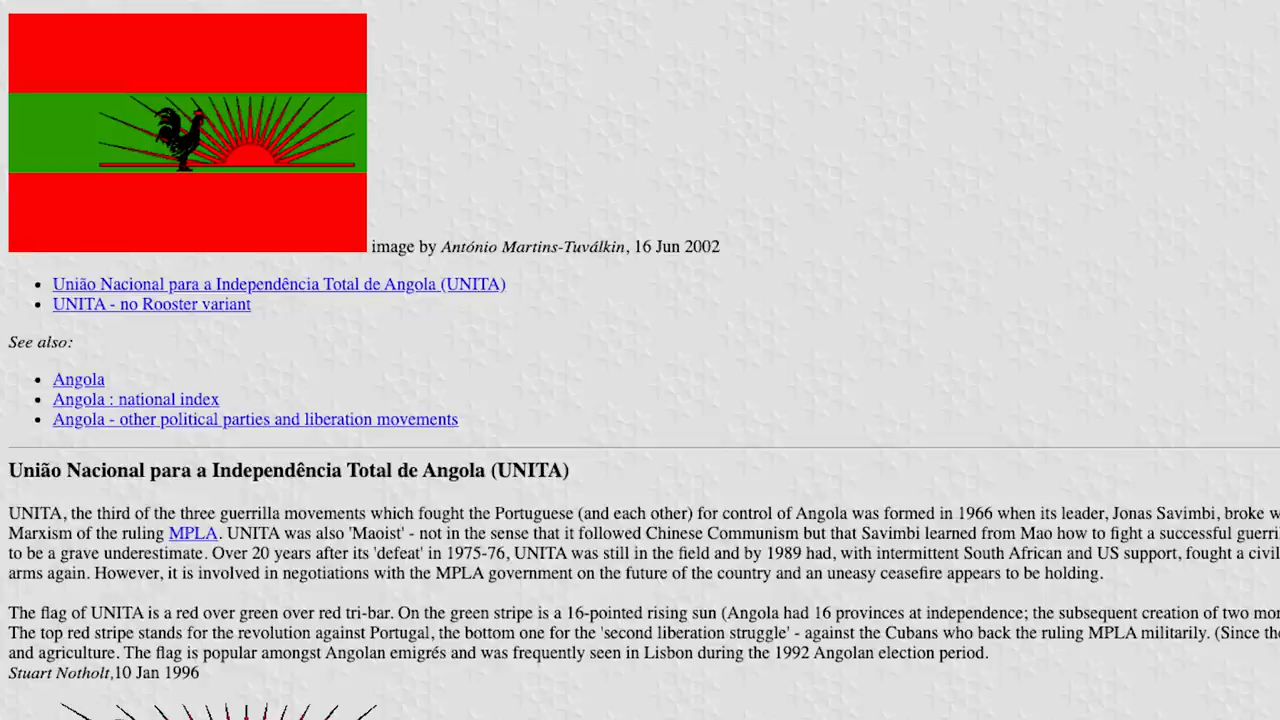 image by António Martins-Tuválkin, 16 Jun 2002
União Nacional para a Independência Total de Angola (UNITA)
UNITA - no Rooster variant
See also:
Angola
Angola : national index
Angola - other political parties and liberation movements
União Nacional para a Independência Total de Angola (UNITA)
UNITA, the third of the three guerrilla movements which fought the Portuguese (and each other) for control of Angola was formed in 1966 when its leader, Jonas Savimbi, broke
Marxism of the ruling MPLA. UNITA was also 'Maoist' - not in the sense that it followed Chinese Communism but that Savimbi learned from Mao how to fight a successful
to be a grave underestimate. Over 20 years after its 'defeat' in 1975-76, UNITA was still in the field and by 1989 had, with intermittent South African and US support, fought a civil
arms again. However, it is involved in negotiations with the MPLA government on the future of the country and an uneasy ceasefire appears to be holding.
The flag of UNITA is a red over green over red tri-bar. On the green stripe is a 16-pointed rising sun (Angola had 16 provinces at independence; the subsequent creation of two
The top red stripe stands for the revolution against Portugal, the bottom one for the 'second liberation struggle' - against the Cubans who back the ruling MPLA militarily. (Since
and agriculture. The flag is popular amongst Angolan emigrés and was frequently seen in Lisbon during the 1992 Angolan election period.
Stuart Notholt,10 Jan 1996